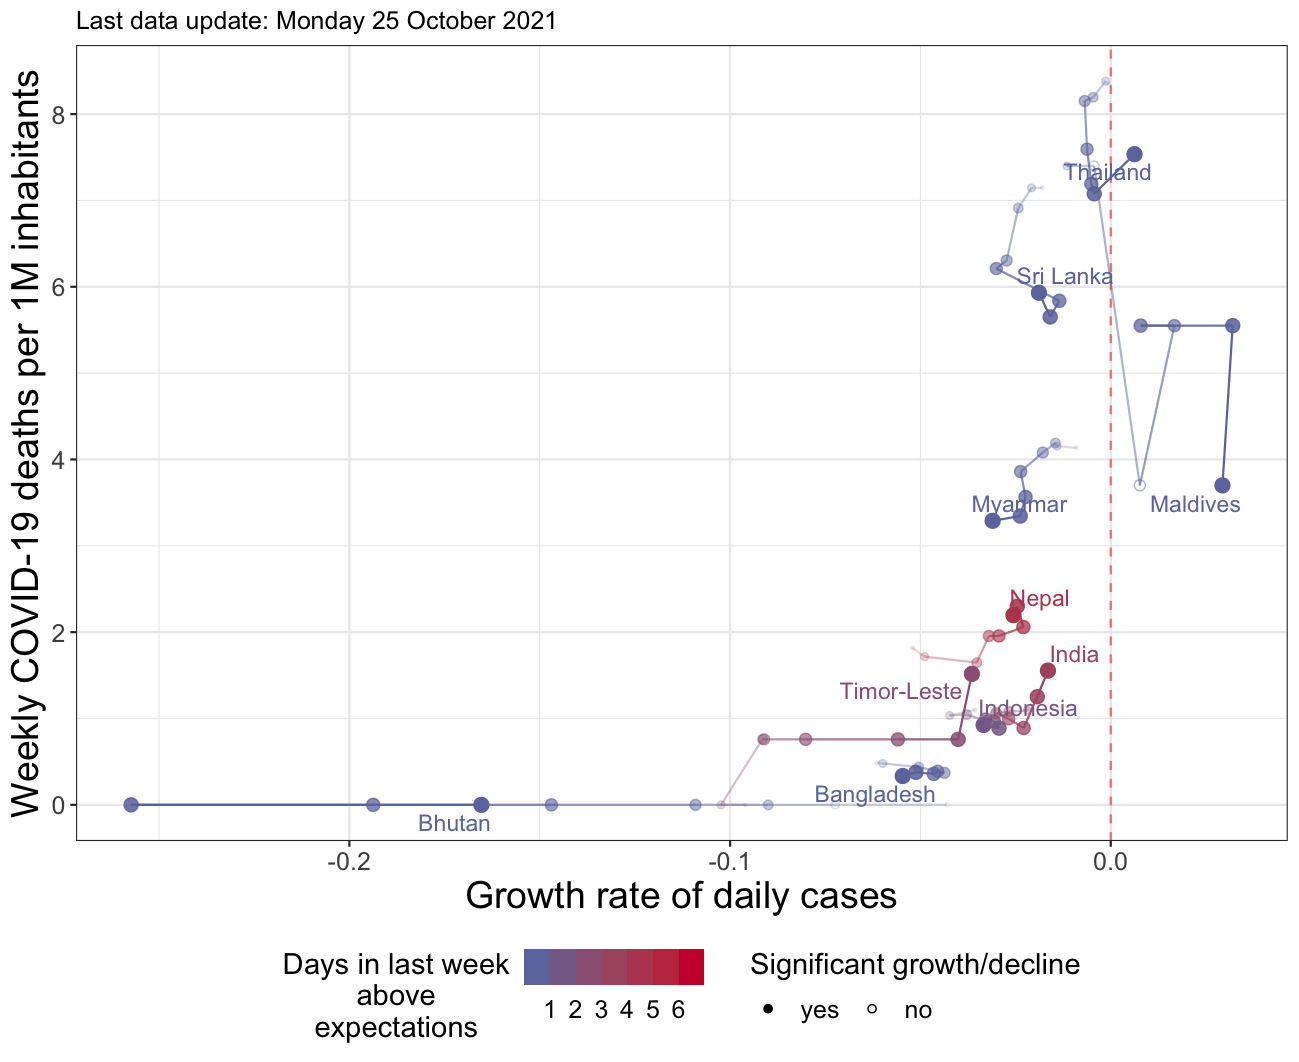 Last data update: Monday 25 October 2021
Weekly COVID-19 deaths per 1M inhabitants
8
6
4
2
0
Thailand
Sri Lanka
Myanmar
Maldives
Nepal
India
Timor-Leste
Indonesia
Bangladesh
Bhutan
-0.2
-0.1
0.0
Growth rate of daily cases
Days in last week
above
expectations
1 2 3 4 5 6
Significant growth/decline
yes
no